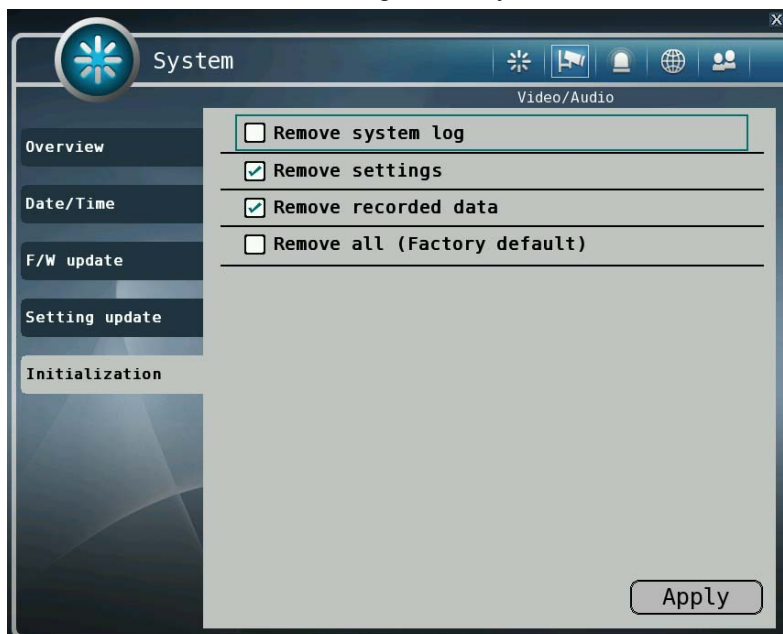 System
Video/Audio
Overview
Date/Time
F/W update
Setting update
Initialization
Remove system log
Remove settings
Remove recorded data
Remove all (Factory default)
Apply